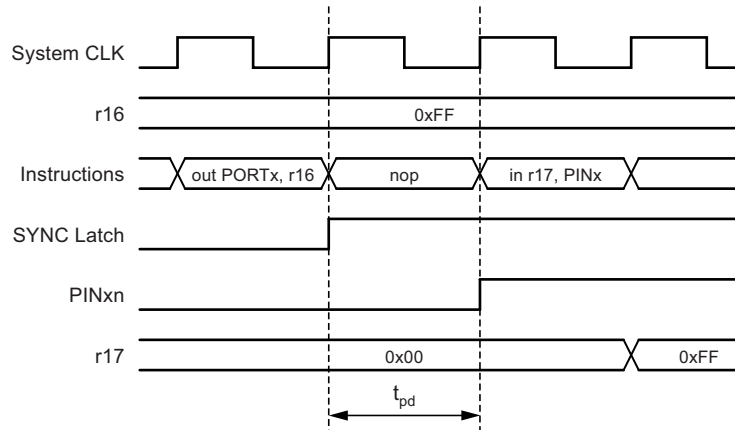 System CLK
r16
0xFF
Instructions
out PORTx, r16
nop
in r17, PINx
SYNC Latch
PINxn
r17
0x00
0xFF
tpd